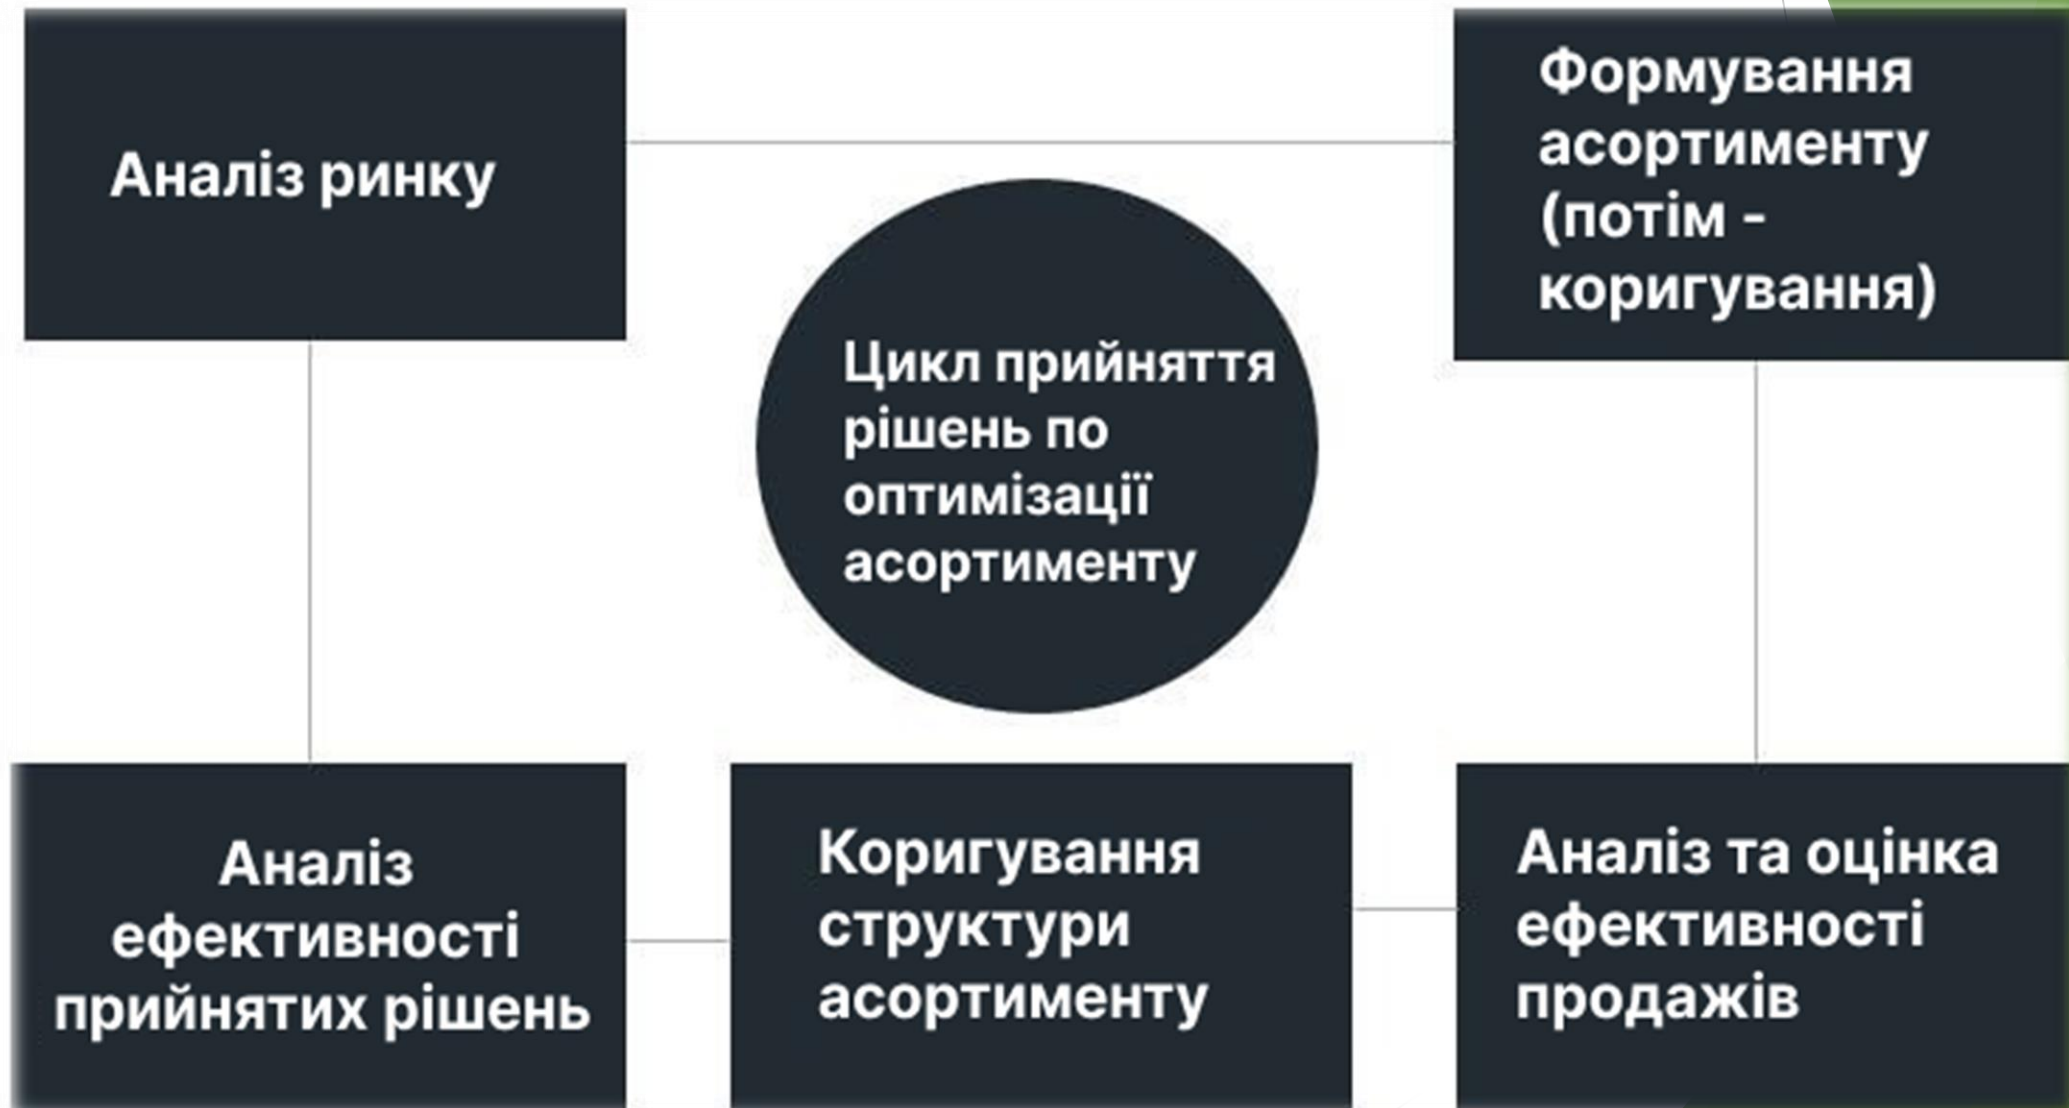 Аналіз ринку
Формування
асортименту
(потім -
коригування)
Цикл прийняття
рішень по
оптимізації
асортименту
Аналіз
ефективності
прийнятих рішень
Коригування
структури
асортименту
Аналіз та оцінка
ефективності
продажів